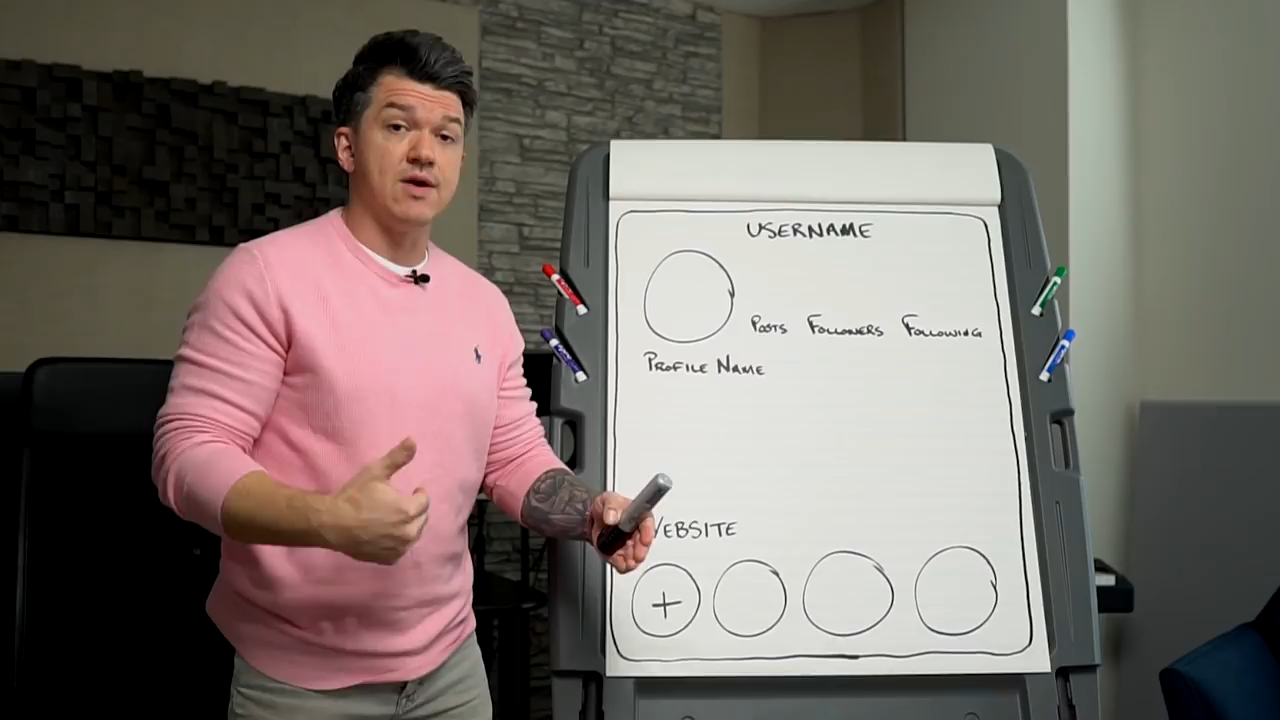 USERNAME
POSTS FOLLOWERS FOLLOWING
PROFILE NAME
WEBSITE
+